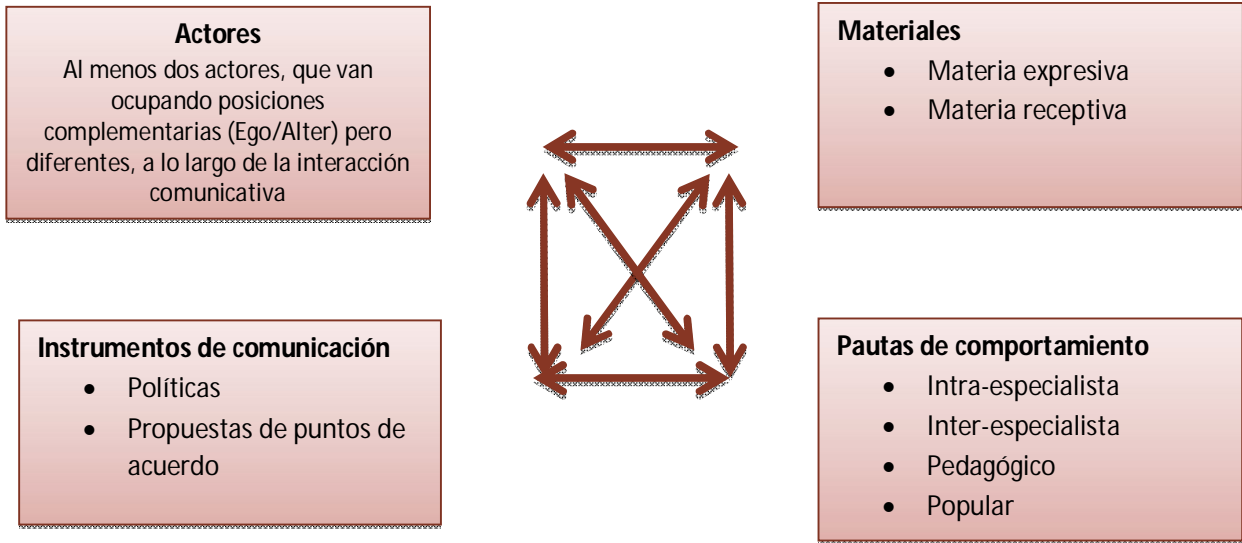 Actores
Al menos dos actores, que van
ocupando posiciones
complementarias (Ego/Alter) pero
diferentes, a lo largo de la interacción
comunicativa
Materiales
• Materia expresiva
• Materia receptiva
Instrumentos de comunicación
• Políticas
• Propuestas de puntos de
acuerdo
Pautas de comportamiento
• Intra-especialista
• Inter-especialista
• Pedagógico
• Popular